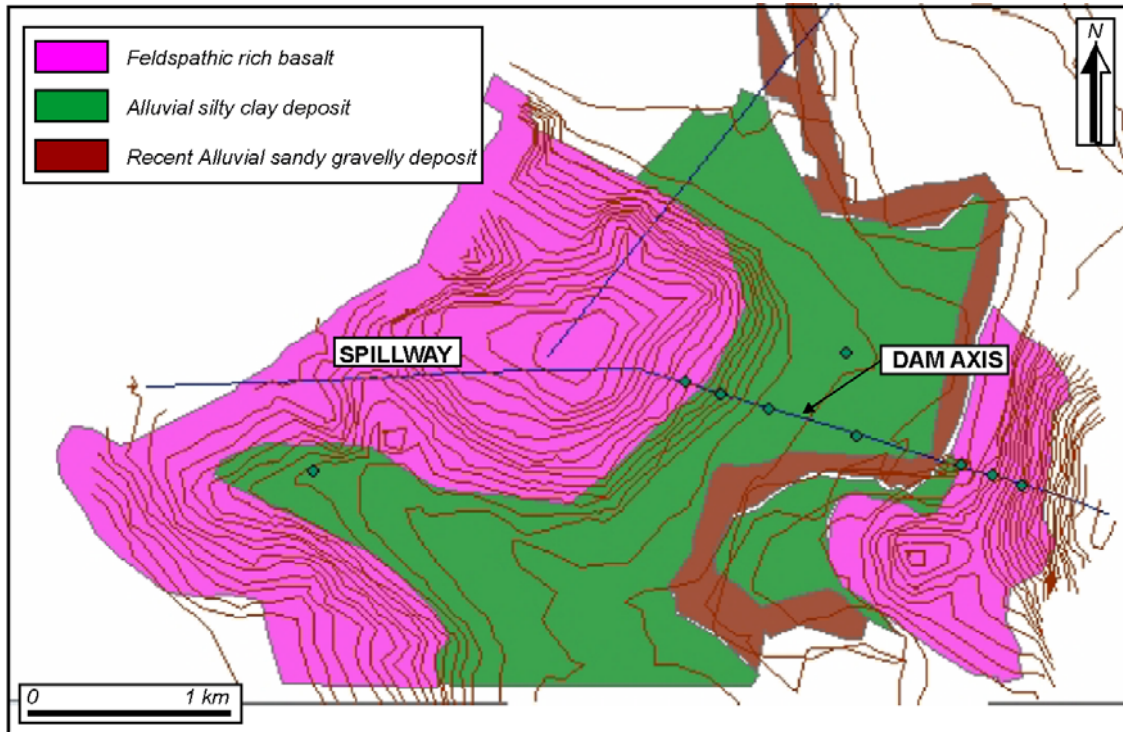 Feldspathic rich basalt
Alluvial silty clay deposit
Recent Alluvial sandy gravelly deposit
N
SPILLWAY
DAM AXIS
0 1 km